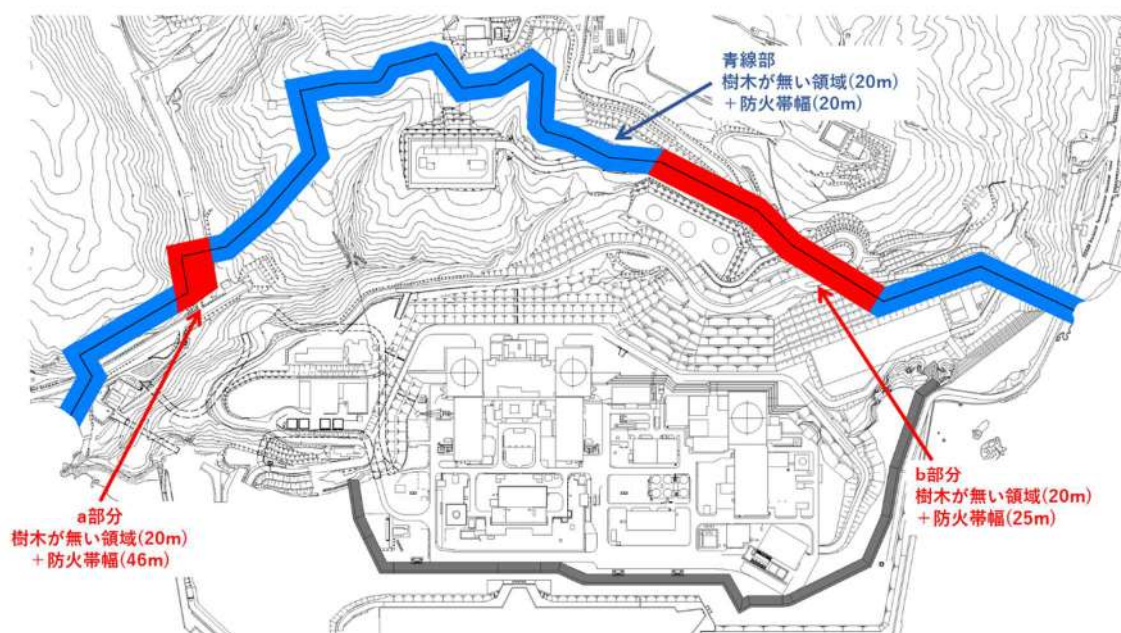 青線部
樹木が無い領域(20m)
＋防火帯幅(20m)
a部分
樹木が無い領域(20m)
＋防火帯幅(46m)
b部分
樹木が無い領域(20m)
＋防火帯幅(25m)